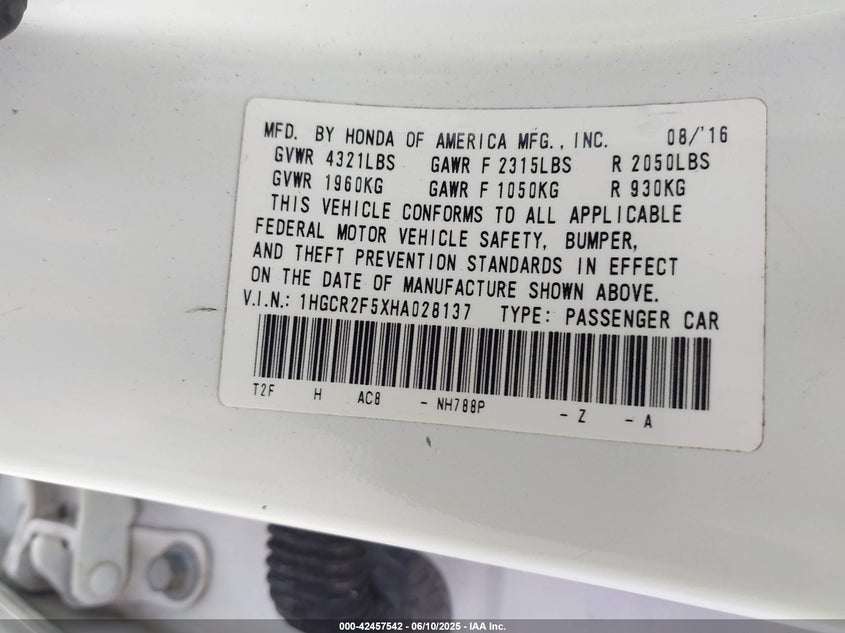 MFD. BY HONDA OF AMERICA MFG., INC. 08/'16
GVWR 4321LBS GAWR F 2315LBS R 2050LBS
GVWR 1960KG GAWR F 1050KG R 930KG
THIS VEHICLE CONFORMS TO ALL APPLICABLE
FEDERAL MOTOR VEHICLE SAFETY, BUMPER,
AND THEFT PREVENTION STANDARDS IN EFFECT
ON THE DATE OF MANUFACTURE SHOWN ABOVE.
V.I.N.: 1HGCR2F5XHA028137 TYPE: PASSENGER CAR
T2F H AC8 - NH788P - Z - A
000-42457542 - 06/10/2025 - IAA Inc.